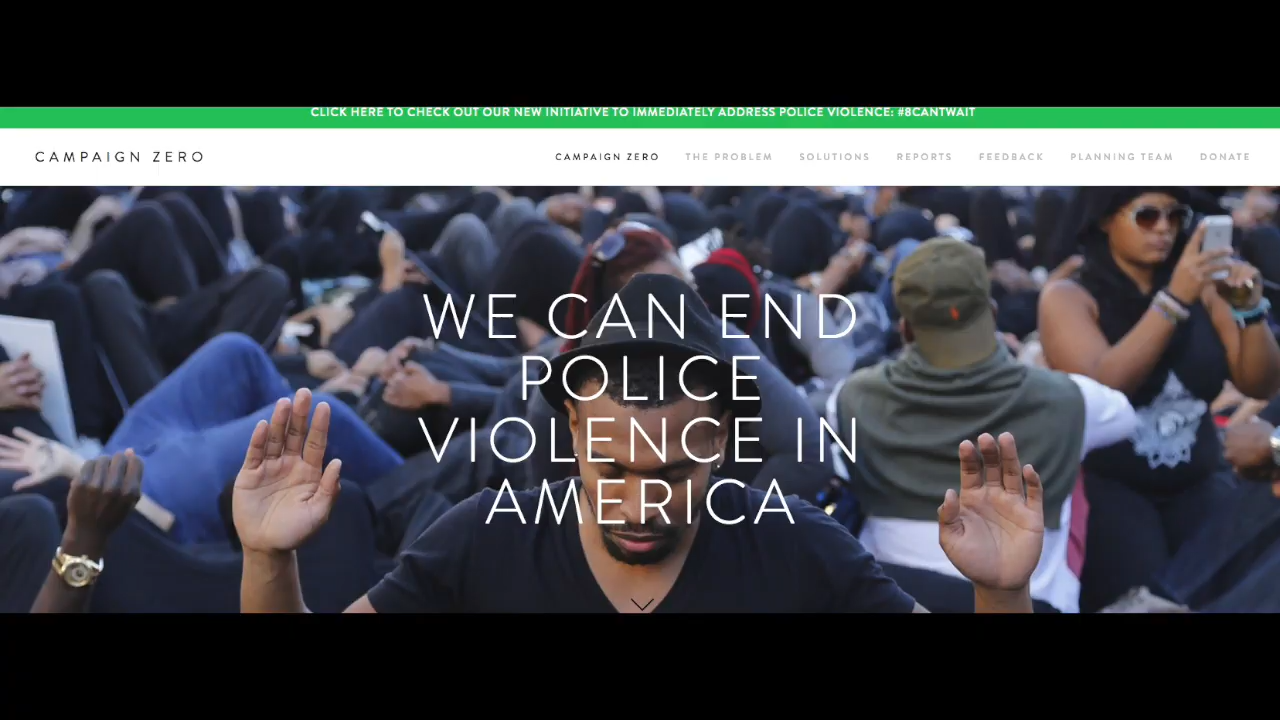 CLICK HERE TO CHECK OUT OUR NEW INITIATIVE TO IMMEDIATELY ADDRESS POLICE VIOLENCE: #8CANTWAIT
CAMPAIGN ZERO
CAMPAIGN ZERO THE PROBLEM SOLUTIONS REPORTS FEEDBACK PLANNING TEAM DONATE
WE CAN END
POLICE
VIOLENCE IN
AMERICA